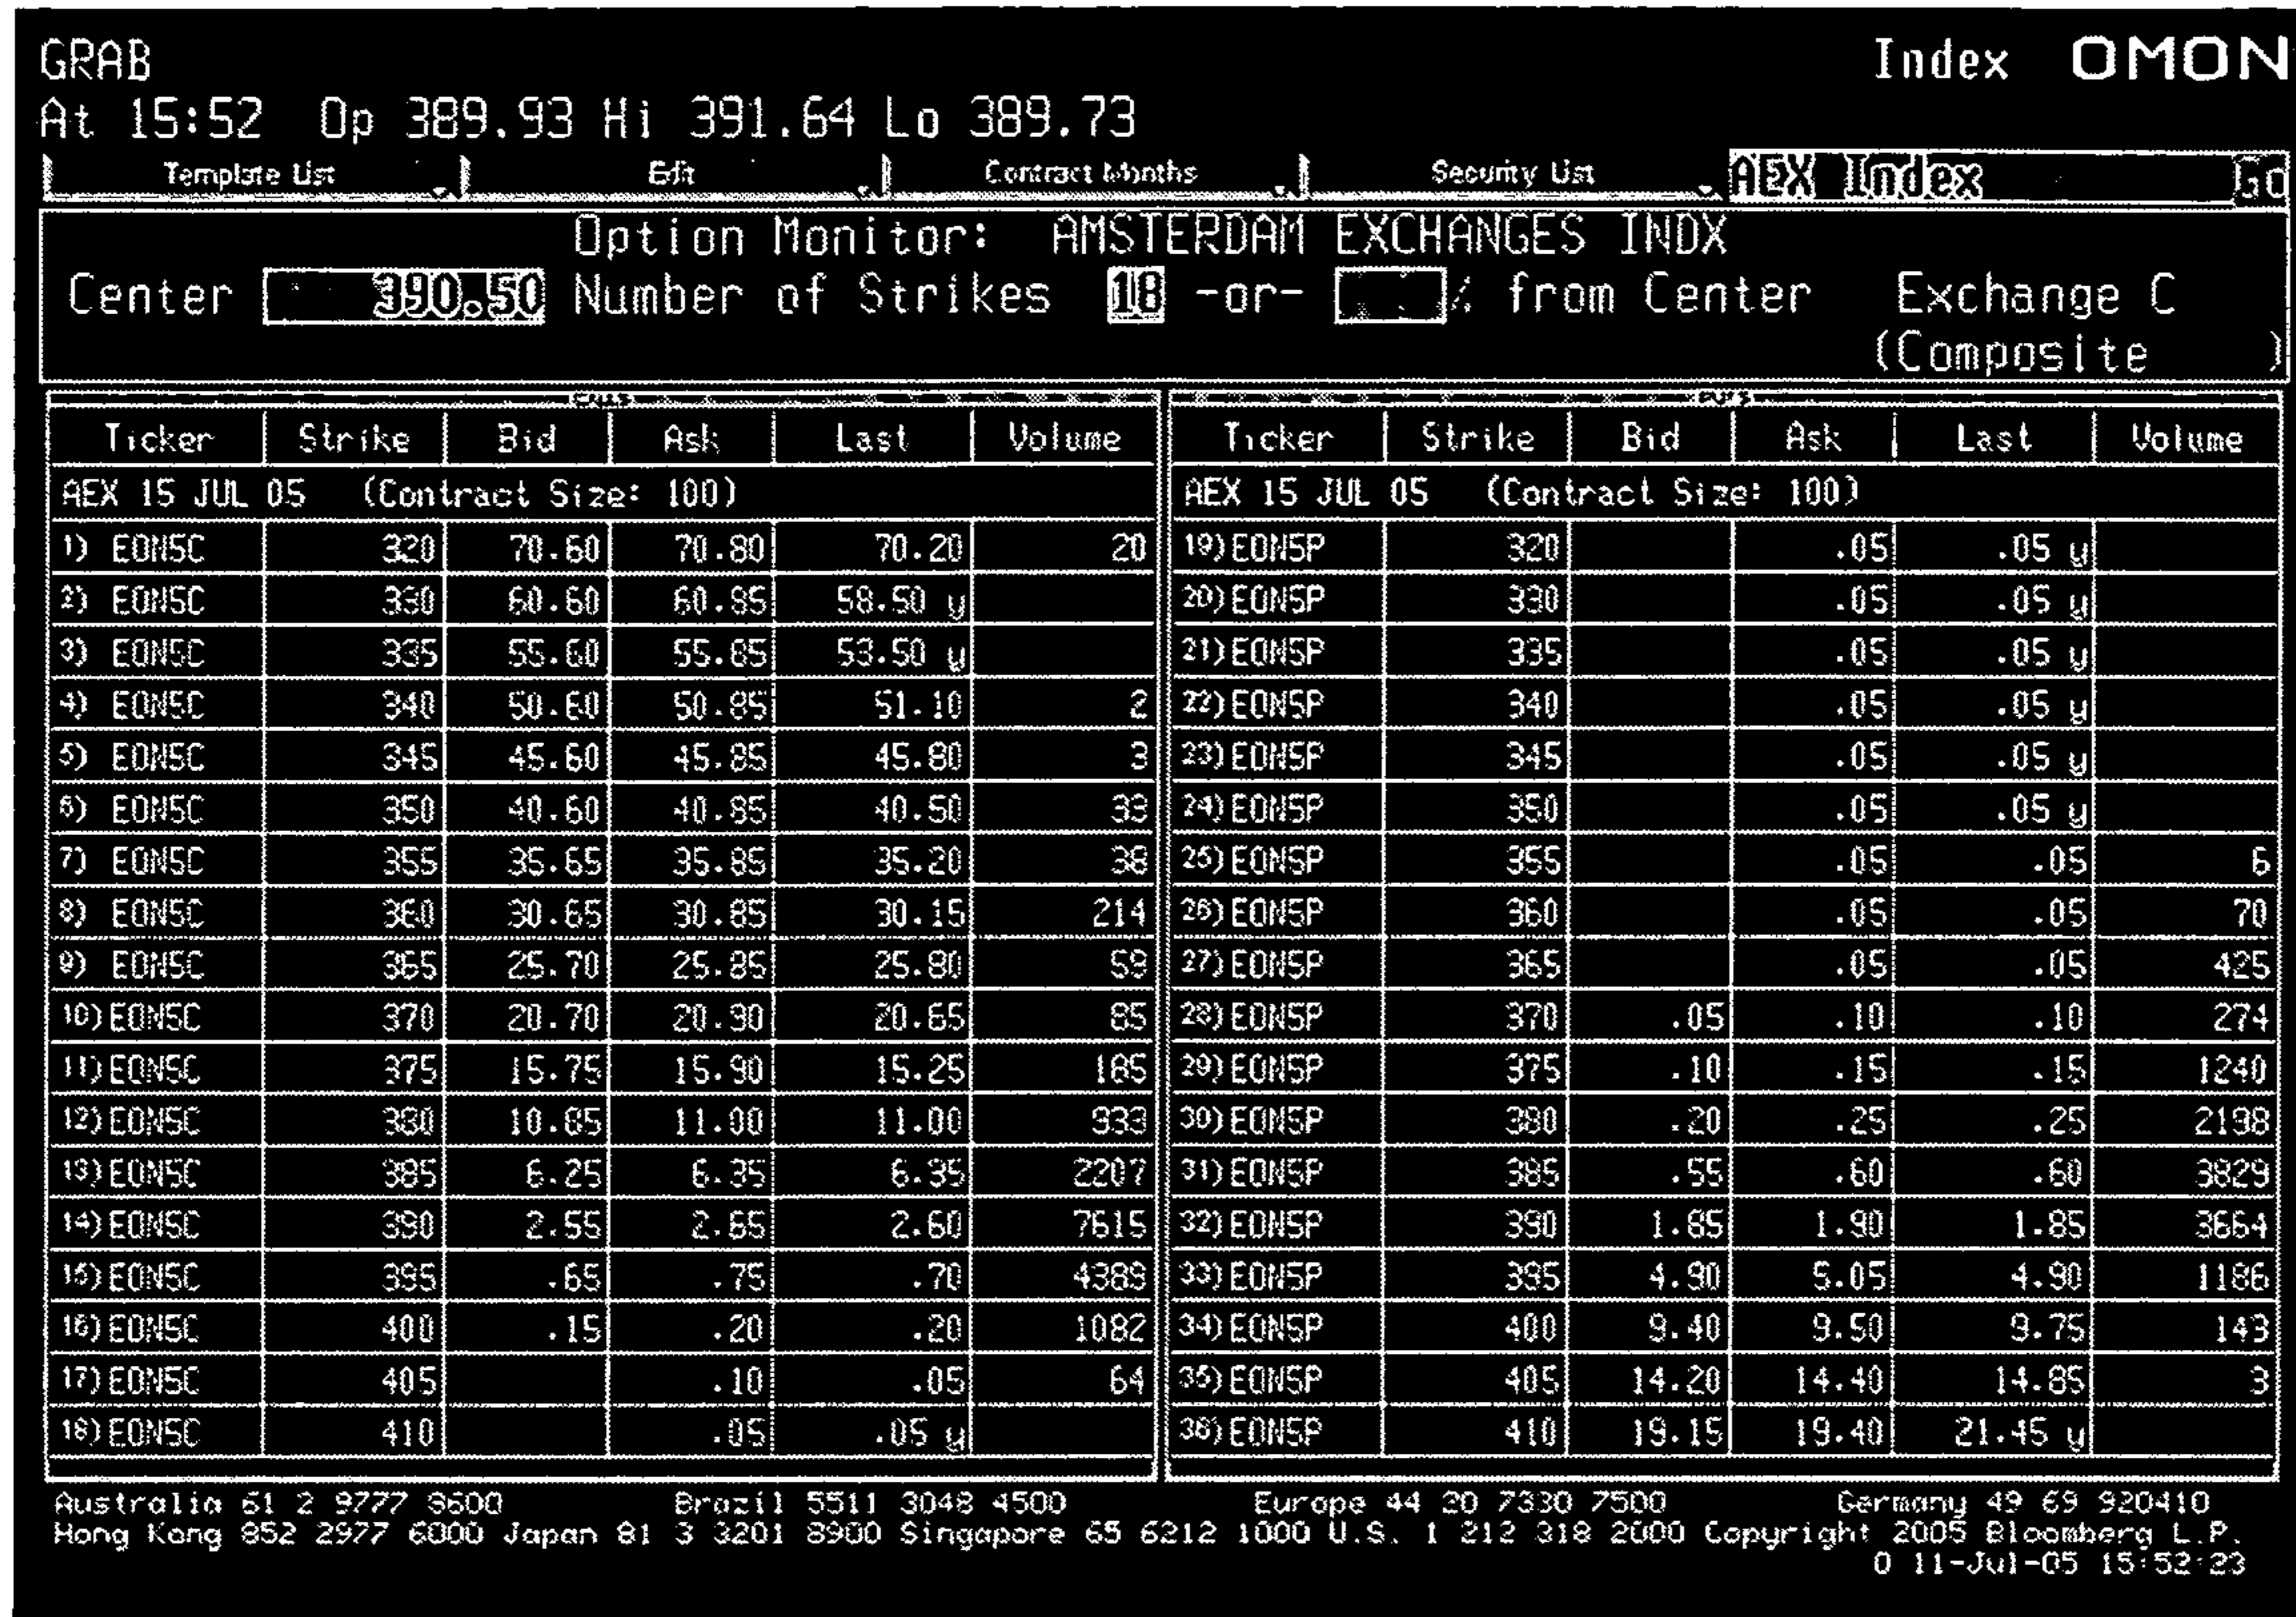 GRAB Index OMON
At 15:52 Op 389.93 Hi 391.64 Lo 389.73
Template List Edit Contract Months Security List AEX Index Go
Option Monitor: AMSTERDAM EXCHANGES INDX
Center 390.50 Number of Strikes 18 -or- % from Center Exchange C
(Composite )
Ticker Strike Bid Ask Last Volume Ticker Strike Bid Ask Last Volume
AEX 15 JUL 05 (Contract Size: 100) AEX 15 JUL 05 (Contract Size: 100)
1) EON5C 320 70.60 70.80 70.20 20 19) EON5P 320 .05 .05 y
2) EON5C 330 60.60 60.85 58.50 y 20) EON5P 330 .05 .05 y
3) EON5C 335 55.60 55.85 53.50 y 21) EON5P 335 .05 .05 y
4) EON5C 340 50.60 50.85 51.10 2 22) EON5P 340 .05 .05 y
5) EON5C 345 45.60 45.85 45.80 3 23) EON5P 345 .05 .05 y
6) EON5C 350 40.60 40.85 40.50 33 24) EON5P 350 .05 .05 y
7) EON5C 355 35.65 35.85 35.20 38 25) EON5P 355 .05 .05 6
8) EON5C 360 30.65 30.85 30.15 214 26) EON5P 360 .05 .05 70
9) EON5C 365 25.70 25.85 25.80 59 27) EON5P 365 .05 .05 425
10) EON5C 370 20.70 20.90 20.65 85 28) EON5P 370 .05 .10 .10 274
11) EON5C 375 15.75 15.90 15.25 185 29) EON5P 375 .10 .15 .15 1240
12) EON5C 380 10.85 11.00 11.00 933 30) EON5P 380 .20 .25 .25 2198
13) EON5C 385 6.25 6.35 6.35 2207 31) EON5P 385 .55 .60 .60 3829
14) EON5C 390 2.55 2.65 2.60 7615 32) EON5P 390 1.85 1.90 1.85 3664
15) EON5C 395 .65 .75 .70 4389 33) EON5P 395 4.90 5.05 4.90 1186
16) EON5C 400 .15 .20 .20 1082 34) EON5P 400 9.40 9.50 9.75 143
17) EON5C 405 .10 .05 64 35) EON5P 405 14.20 14.40 14.85 3
18) EON5C 410 .05 .05 y 36) EON5P 410 19.15 19.40 21.45 y
Australia 61 2 9777 8600 Brazil 5511 3048 4500 Europe 44 20 7330 7500 Germany 49 69 920410
Hong Kong 852 2977 6000 Japan 81 3 3201 8900 Singapore 65 6212 1000 U.S. 1 212 318 2000 Copyright 2005 Bloomberg L.P.
0 11-Jul-05 15:52:23